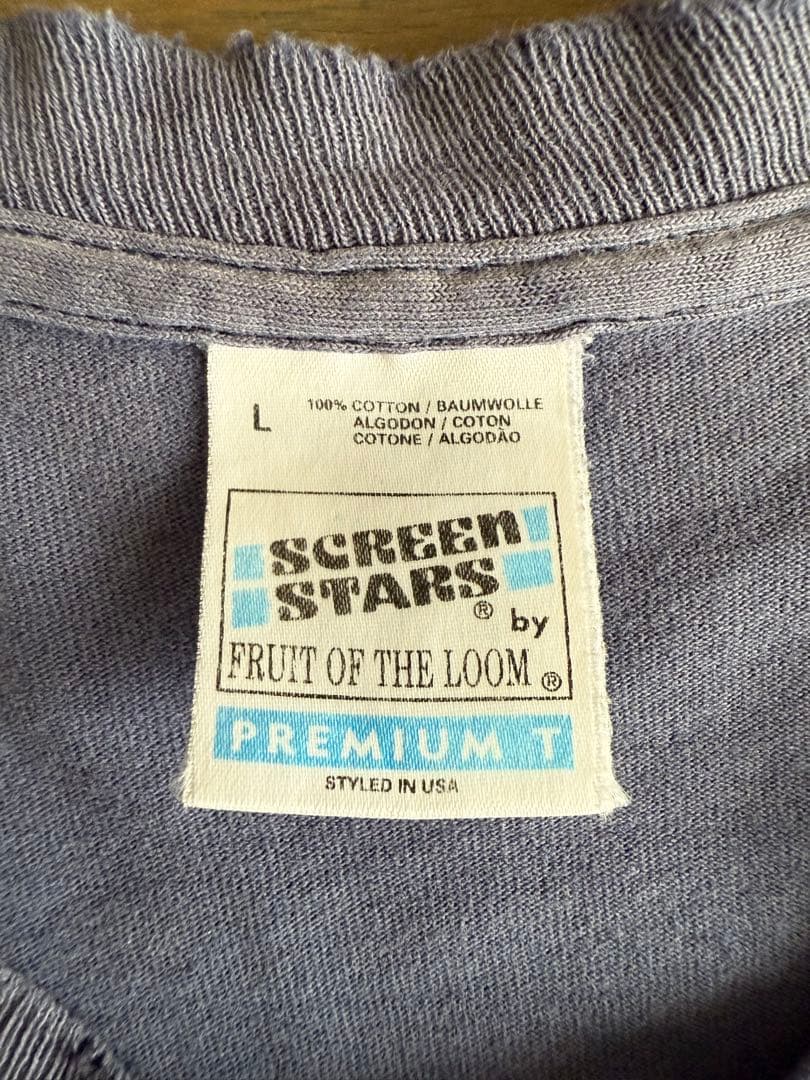 L 100% COTTON / BAUMWOLLE
ALGODON / COTON
COTONE / ALGODÃO
SCREEN
STARS® by
FRUIT OF THE LOOM®
PREMIUM T
STYLED IN USA